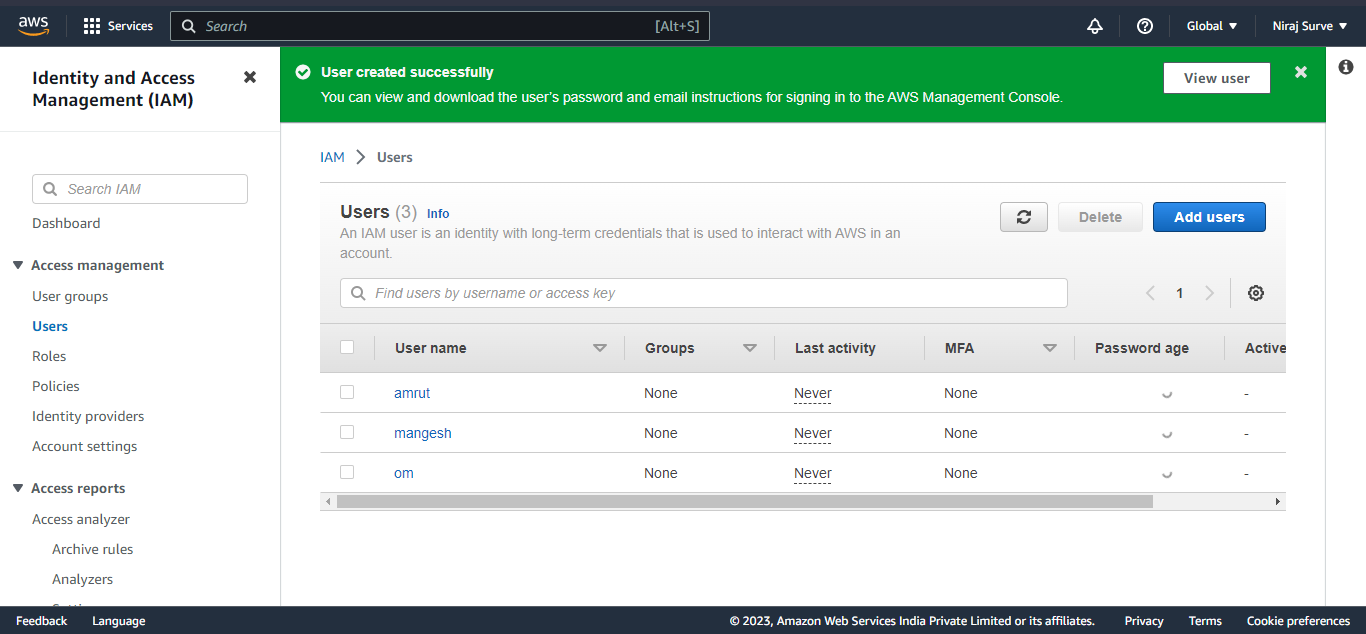 aws
Services
Search
[Alt+S]
Global
Niraj Surve
Identity and Access
Management (IAM)
Search IAM
Dashboard
Access management
User groups
Users
Roles
Policies
Identity providers
Account settings
Access reports
Access analyzer
Archive rules
Analyzers
User created successfully
You can view and download the user's password and email instructions for signing in to the AWS Management Console.
View user
IAM > Users
Users (3) Info
An IAM user is an identity with long-term credentials that is used to interact with AWS in an
account.
Delete
Add users
Find users by username or access key
1
User name Groups Last activity MFA Password age Active
amrut None Never None -
mangesh None Never None -
om None Never None -
Feedback
Language
© 2023, Amazon Web Services India Private Limited or its affiliates.
Privacy
Terms
Cookie preferences